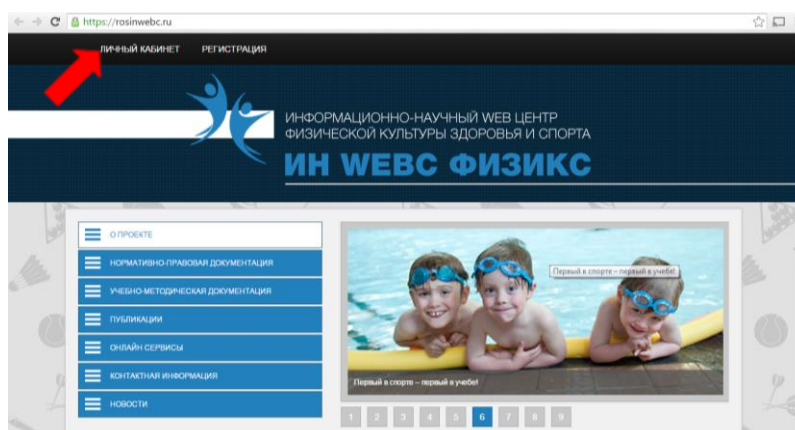 https://rosinwebc.ru
ЛИЧНЫЙ КАБИНЕТ РЕГИСТРАЦИЯ
ИНФОРМАЦИОННО-НАУЧНЫЙ WEB ЦЕНТР
ФИЗИЧЕСКОЙ КУЛЬТУРЫ ЗДОРОВЬЯ И СПОРТА
ИН WEBC ФИЗИКС
О ПРОЕКТЕ
НОРМАТИВНО-ПРАВОВАЯ ДОКУМЕНТАЦИЯ
УЧЕБНО-МЕТОДИЧЕСКАЯ ДОКУМЕНТАЦИЯ
ПУБЛИКАЦИИ
ОНЛАЙН СЕРВИСЫ
КОНТАКТНАЯ ИНФОРМАЦИЯ
НОВОСТИ
Первый в спорте – первый в учебе!
Первый в спорте – первый в учебе!
1 2 3 4 5 6 7 8 9